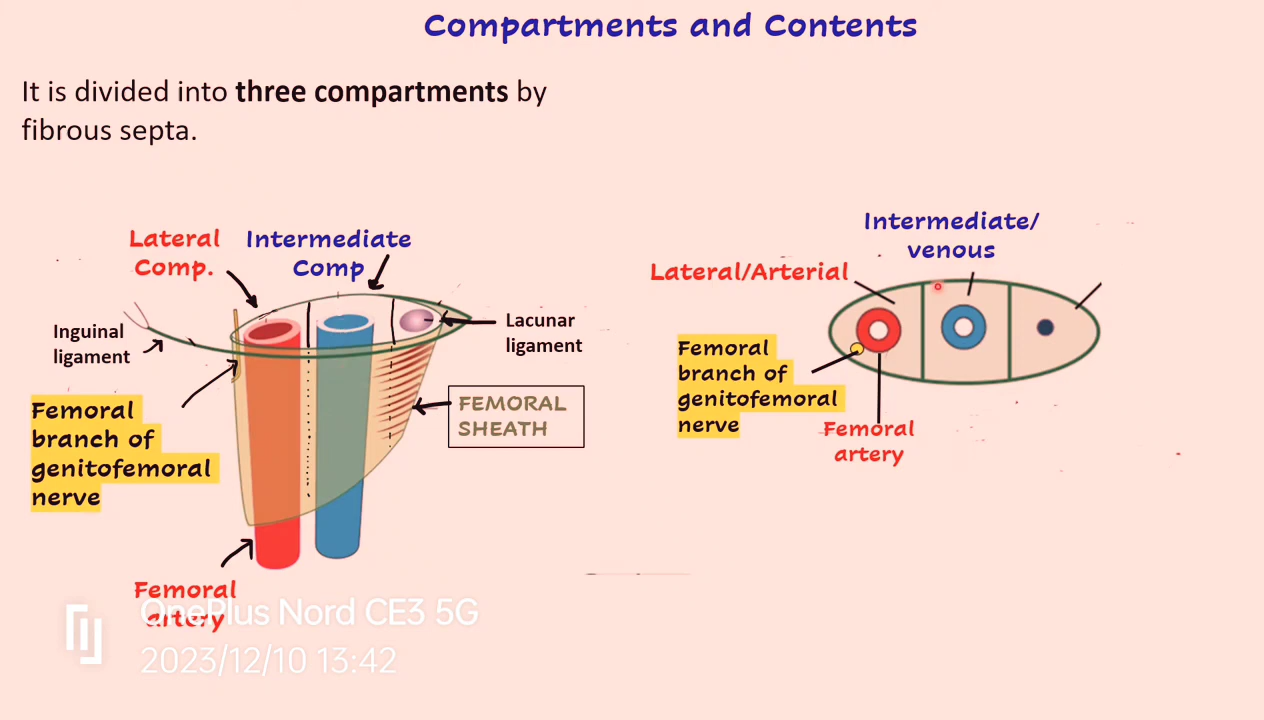 Compartments and Contents
It is divided into three compartments by
fibrous septa.
Lateral
Comp.
Intermediate
Comp
Inguinal
ligament
Lacunar
ligament
Femoral
branch of
genitofemoral
nerve
FEMORAL
SHEATH
Femoral
artery
Intermediate/
venous
Lateral/Arterial
Femoral
branch of
genitofemoral
nerve
Femoral
artery
OnePlus Nord CE3 5G
2023/12/10 13:42